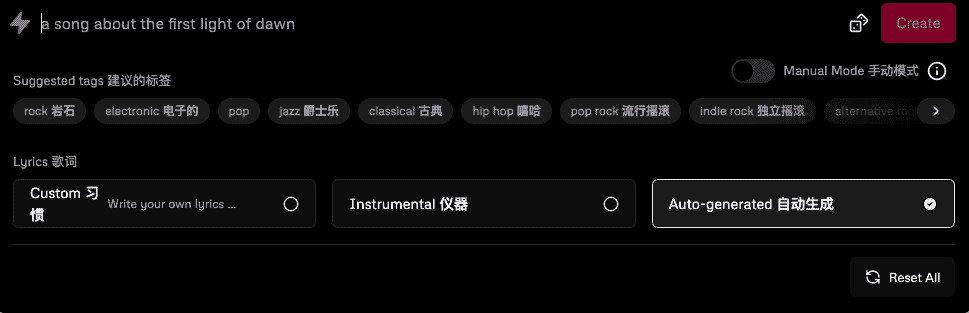 a song about the first light of dawn
Create
Suggested tags 建议的标签
Manual Mode 手动模式
rock 岩石
electronic 电子的
pop
jazz 爵士乐
classical 古典
hip hop 嘻哈
pop rock 流行摇滚
indie rock 独立摇滚
alternative rock
Lyrics 歌词
Custom 习
惯
Write your own lyrics ...
Instrumental 仪器
Auto-generated 自动生成
Reset All